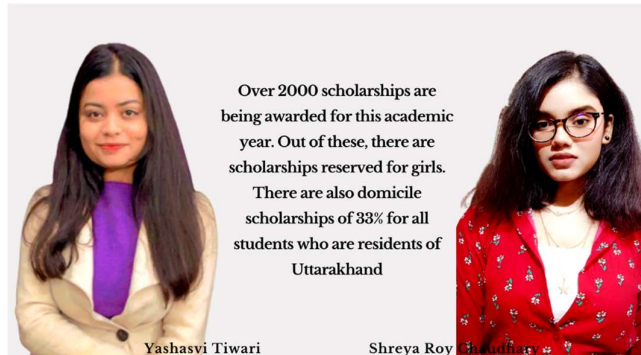 Over 2000 scholarships are
being awarded for this academic
year. Out of these, there are
scholarships reserved for girls.
There are also domicile
scholarships of 33% for all
students who are residents of
Uttarakhand
Yashasvi Tiwari
Shreya Roy Chaudhary